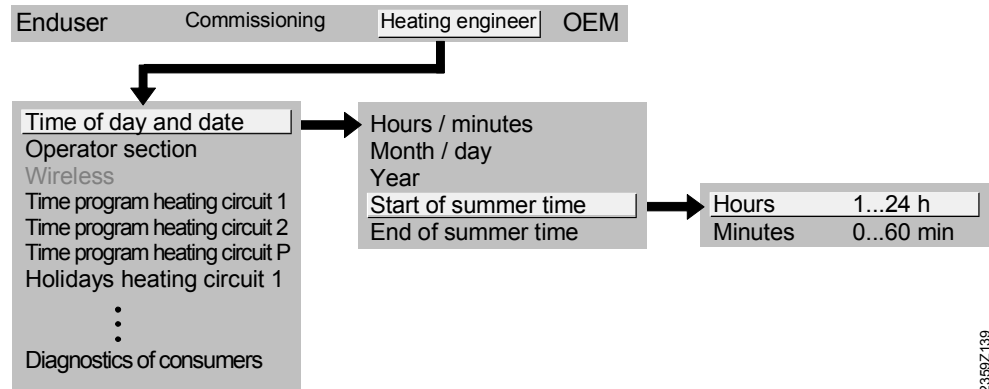 Enduser Commissioning Heating engineer OEM
Time of day and date
Operator section
Wireless
Time program heating circuit 1
Time program heating circuit 2
Time program heating circuit P
Holidays heating circuit 1
Diagnostics of consumers
Hours / minutes
Month / day
Year
Start of summer time
End of summer time
Hours 1...24 h
Minutes 0...60 min
2359Z139